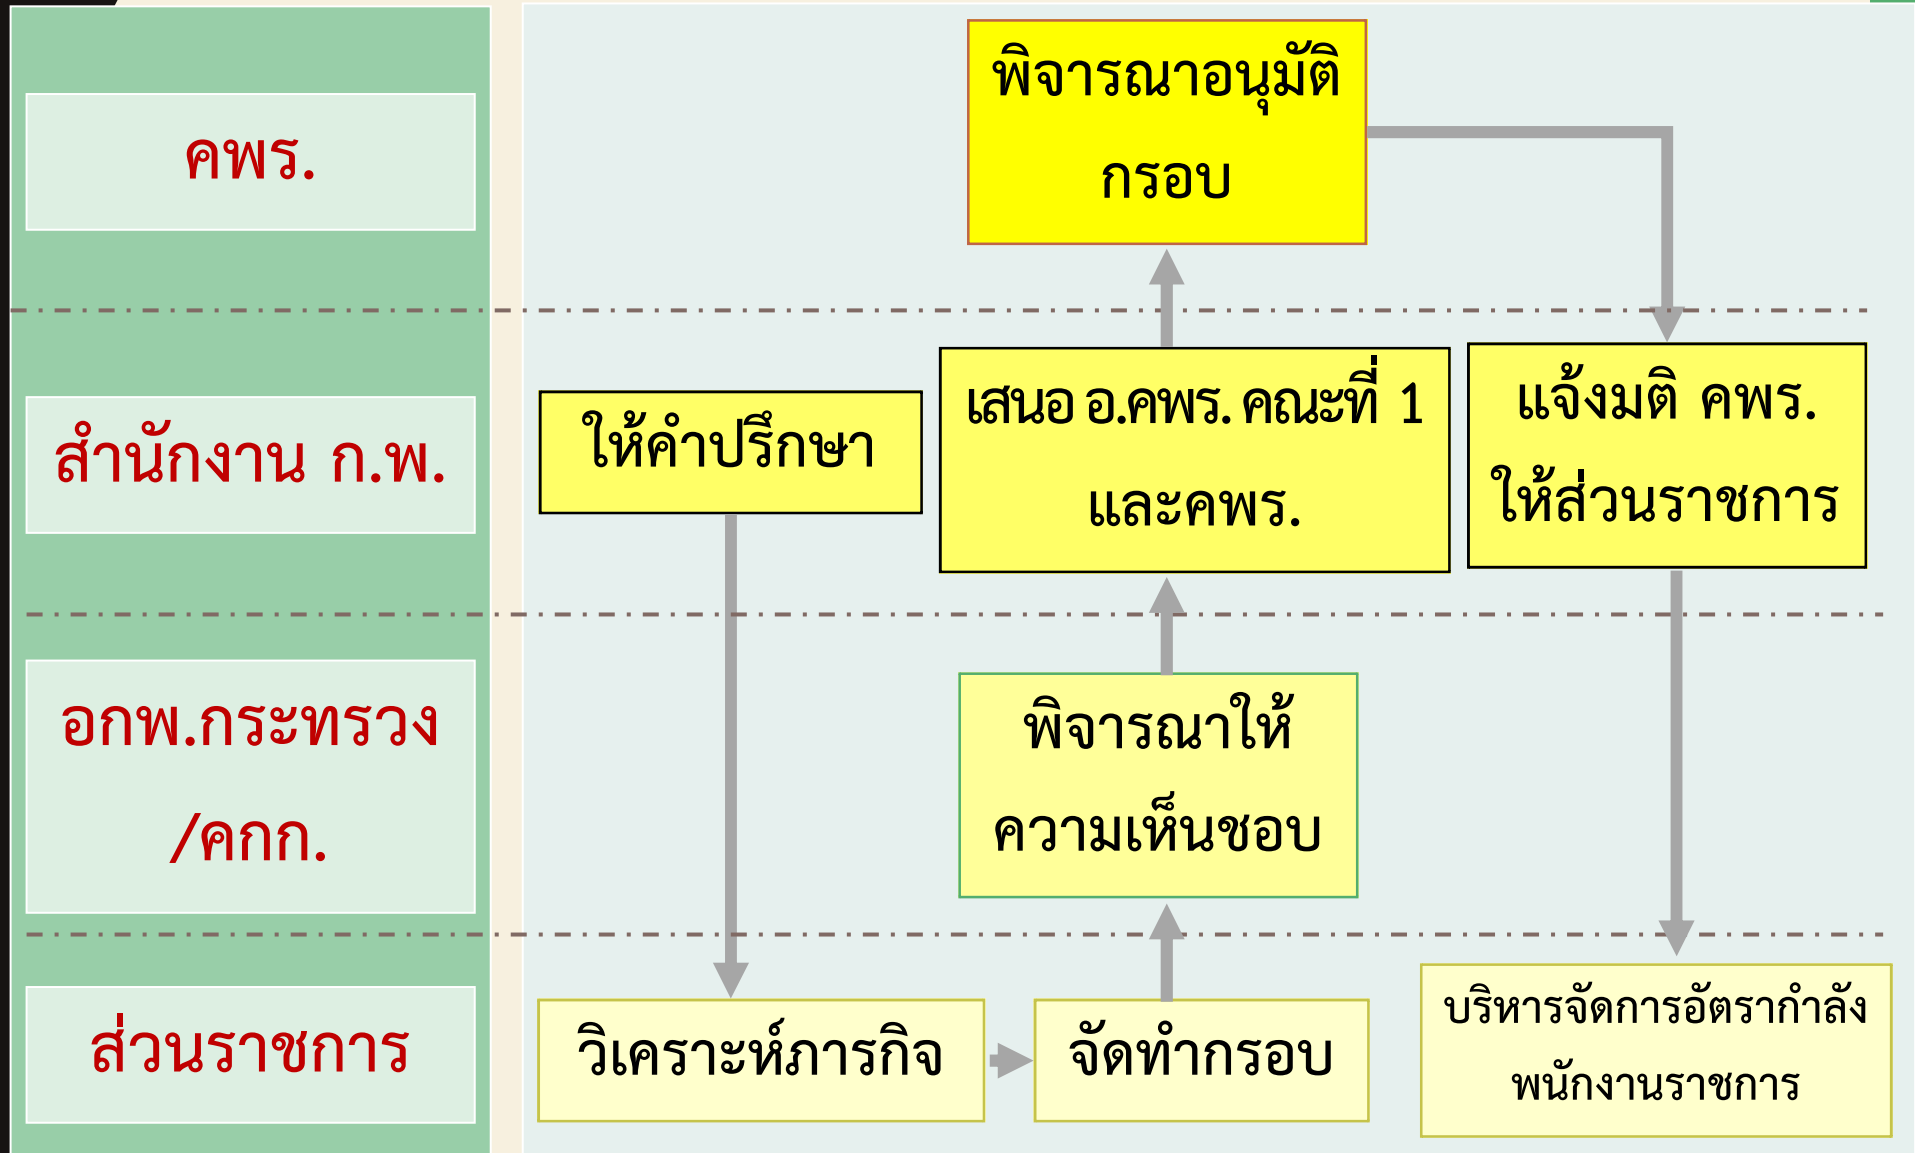 คพร.
พิจารณาอนุมัติ
กรอบ
สำนักงาน ก.พ.
ให้คำปรึกษา
เสนอ อ.คพร. คณะที่ 1
และคพร.
แจ้งมติ คพร.
ให้ส่วนราชการ
อกพ.กระทรวง
/คกก.
พิจารณาให้
ความเห็นชอบ
ส่วนราชการ
วิเคราะห์ภารกิจ
จัดทำกรอบ
บริหารจัดการอัตรากำลัง
พนักงานราชการ